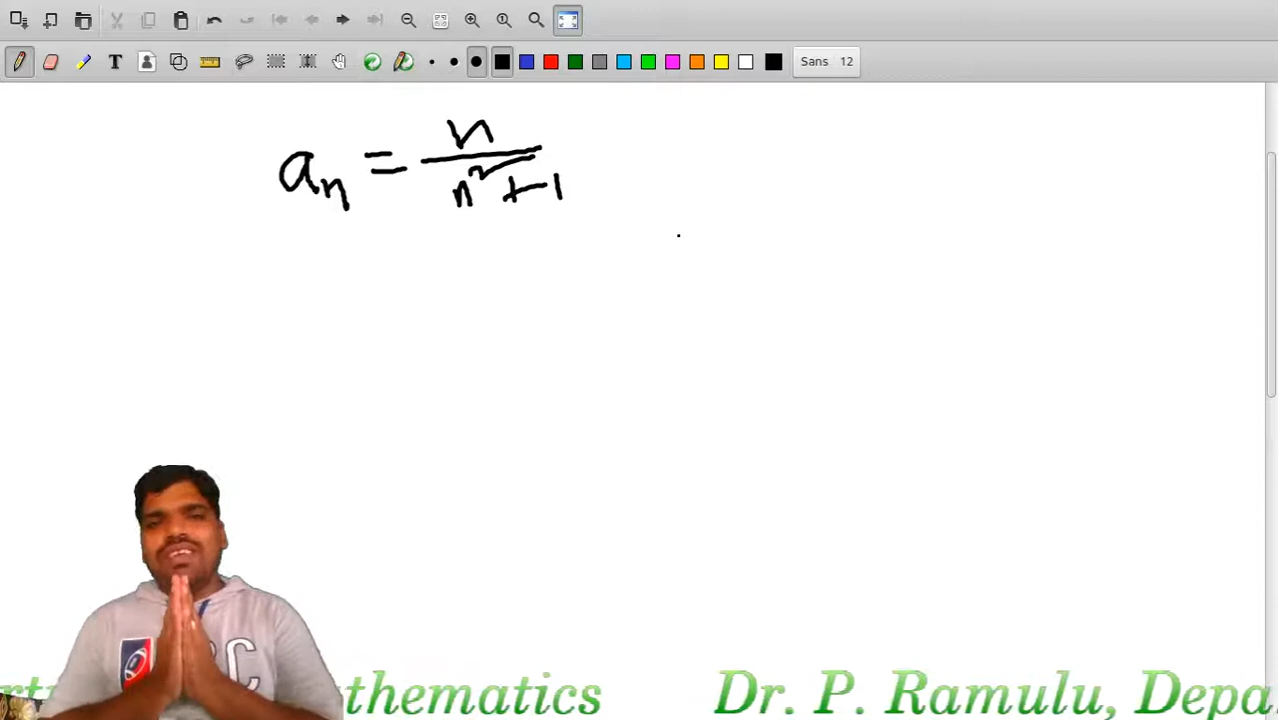 Sans 12
aₙ = n / (n² + 1)
thematics Dr. P. Ramulu, Depa